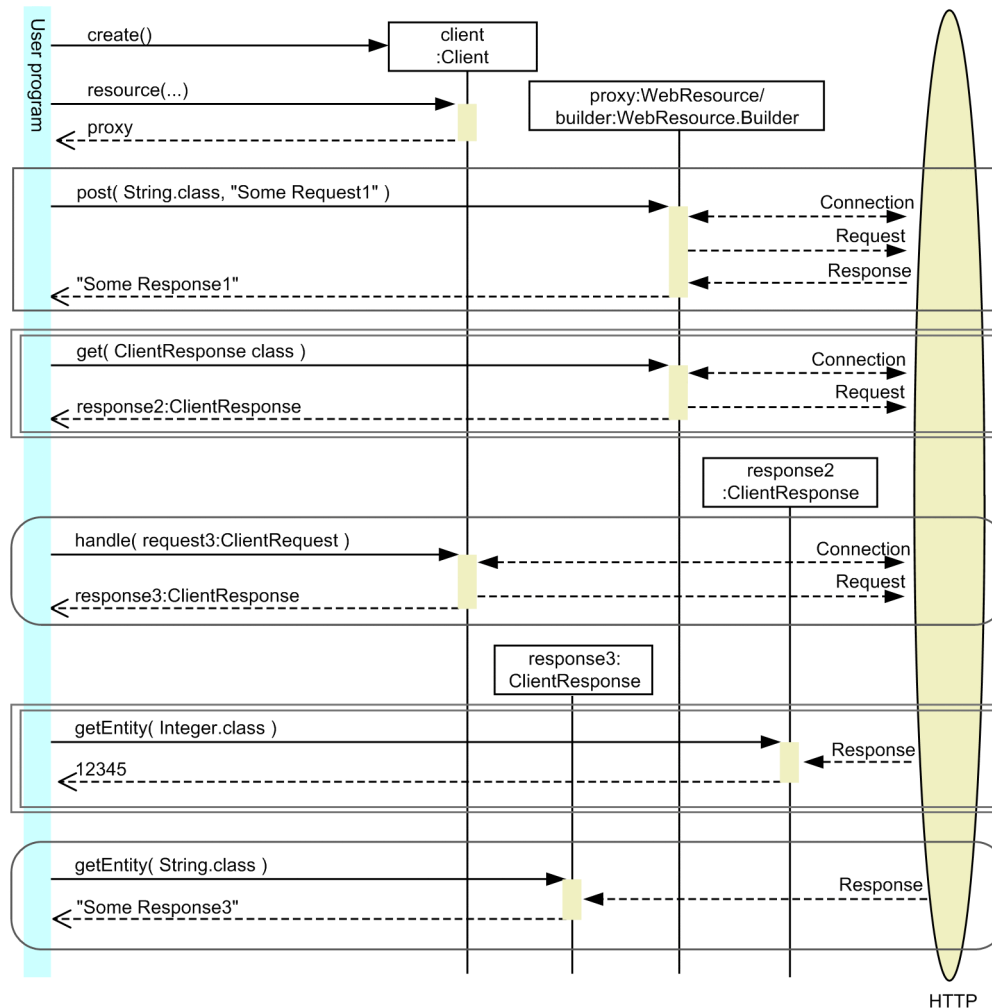 User program
create()
client
:Client
resource(...)
proxy:WebResource/
builder:WebResource.Builder
proxy
post( String.class, "Some Request1" )
Connection
Request
Response
"Some Response1"
get( ClientResponse class )
Connection
Request
response2:ClientResponse
response2
:ClientResponse
handle( request3:ClientRequest )
Connection
Request
response3:ClientResponse
response3:
ClientResponse
getEntity( Integer.class )
Response
12345
getEntity( String.class )
Response
"Some Response3"
HTTP